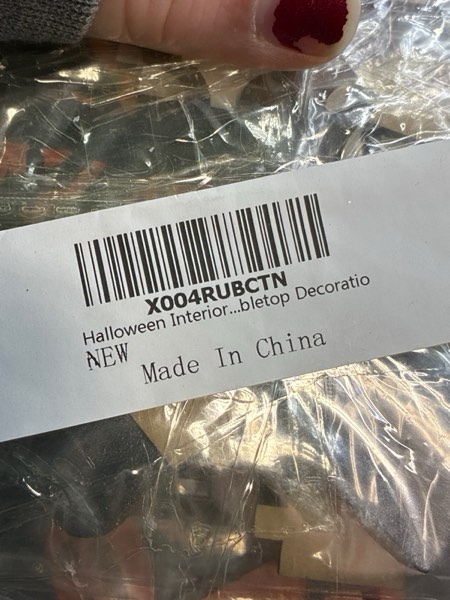 X004RUBCTN
Halloween Interior...bletop Decoratio
NEW
Made In China